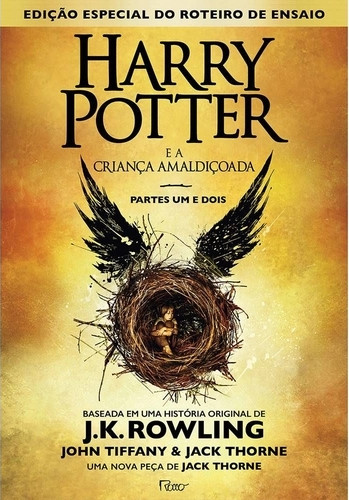 EDIÇÃO ESPECIAL DO ROTEIRO DE ENSAIO
HARRY
POTTER
E A
CRIANÇA AMALDIÇOADA
PARTES UM E DOIS
BASEADA EM UMA HISTÓRIA ORIGINAL DE
J.K. ROWLING
JOHN TIFFANY & JACK THORNE
UMA NOVA PEÇA DE JACK THORNE
Rocco